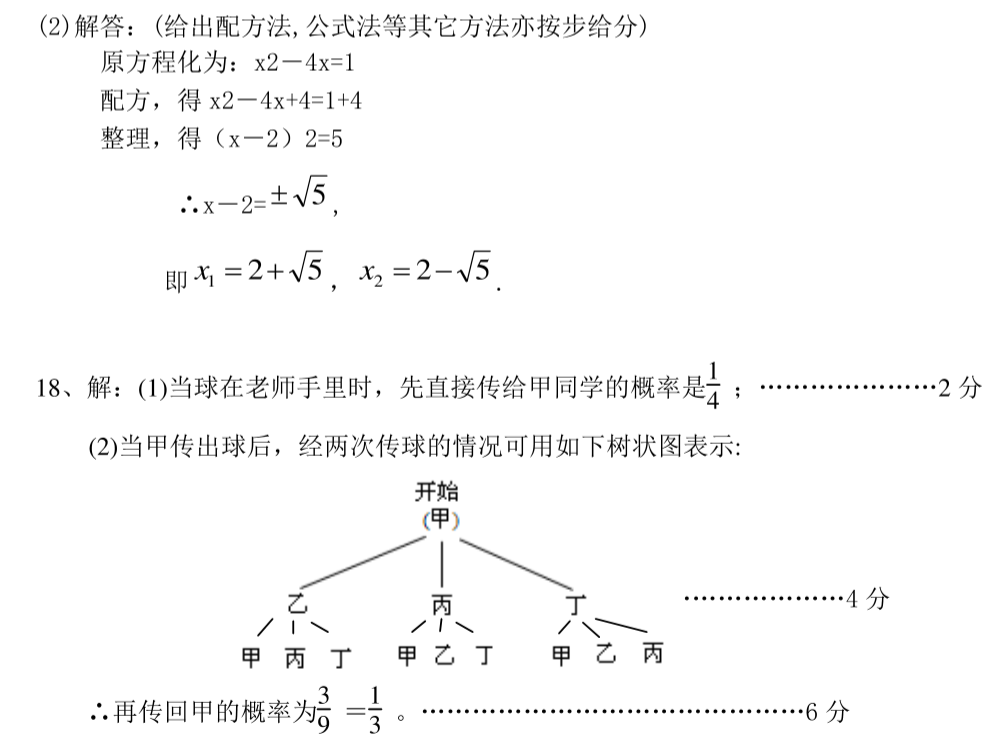 (2)解答：(给出配方法,公式法等其它方法亦按步给分)
原方程化为：x2－4x=1
配方，得 x2－4x+4=1+4
整理，得（x－2）2=5
∴x－2=±√5，
即 x₁ =2+√5， x₂ =2−√5．
18、解：(1)当球在老师手里时，先直接传给甲同学的概率是1/4 ；…………………2 分
(2)当甲传出球后，经两次传球的情况可用如下树状图表示:
开始
(甲)
乙 丙 丁 ………………4 分
甲 丙 丁 甲 乙 丁 甲 乙 丙
∴再传回甲的概率为3/9 ＝1/3 。………………………………………6 分